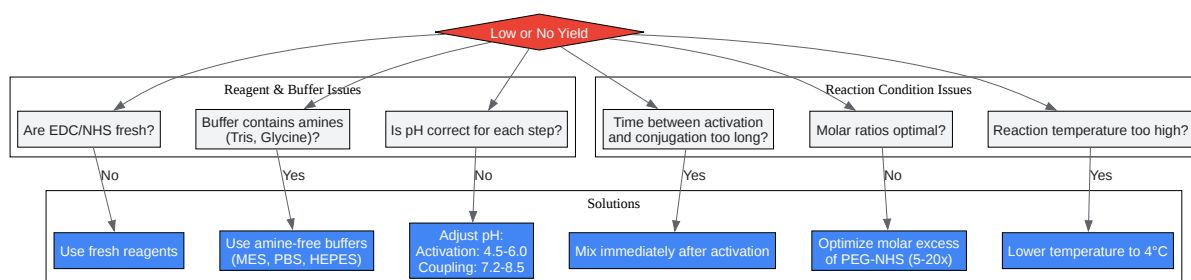 Low or No Yield
Reagent & Buffer Issues
Reaction Condition Issues
Are EDC/NHS fresh?
Buffer contains amines
(Tris, Glycine)?
Is pH correct for each step?
Time between activation
and conjugation too long?
Molar ratios optimal?
Reaction temperature too high?
No
Yes
No
Yes
No
Yes
Solutions
Use fresh reagents
Use amine-free buffers
(MES, PBS, HEPES)
Adjust pH:
Activation: 4.5-6.0
Coupling: 7.2-8.5
Mix immediately after activation
Optimize molar excess
of PEG-NHS (5-20x)
Lower temperature to 4°C